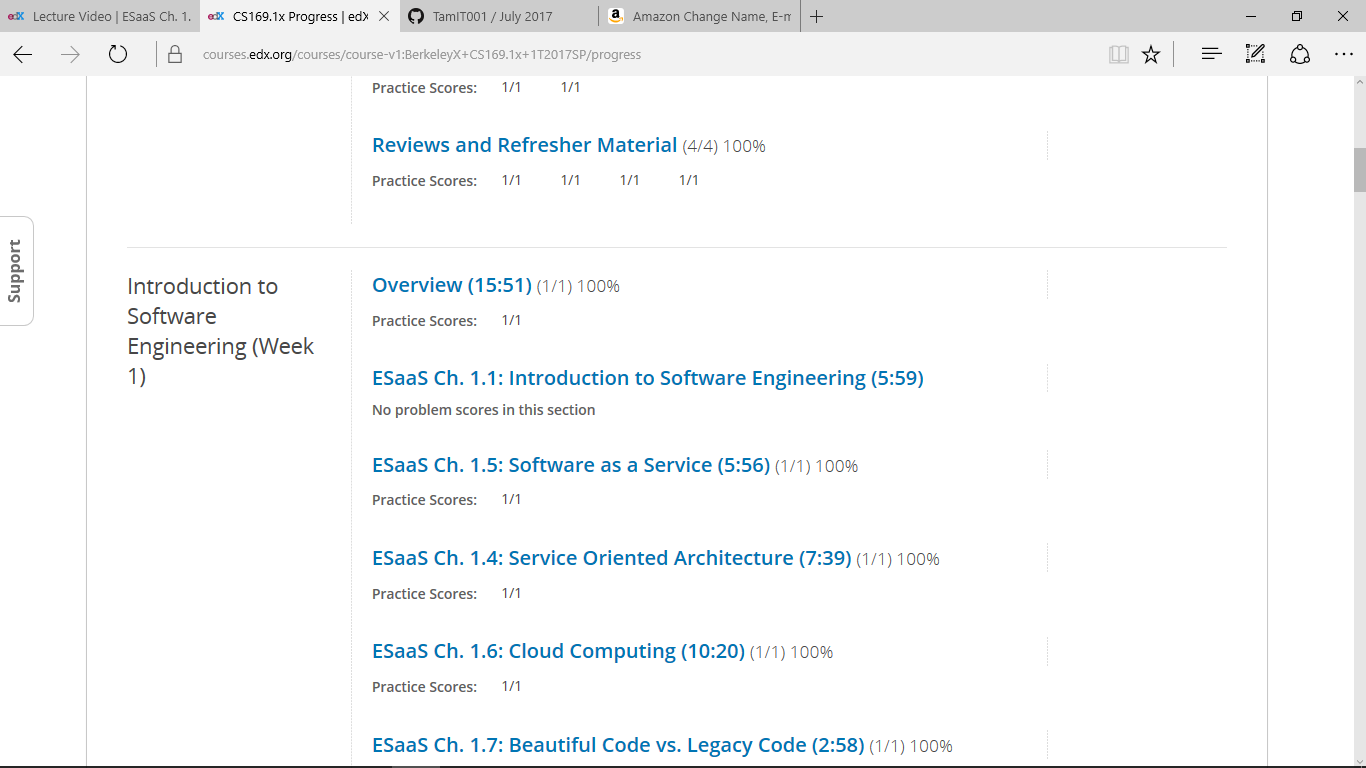 edX Lecture Video | ESaaS Ch. 1.
edX CS169.1x Progress | edX
TamIT001 / July 2017
a Amazon Change Name, E-m
courses.edx.org/courses/course-v1:BerkeleyX+CS169.1x+1T2017SP/progress
Support
Practice Scores: 1/1 1/1
Reviews and Refresher Material (4/4) 100%
Practice Scores: 1/1 1/1 1/1 1/1
Introduction to
Software
Engineering (Week
1)
Overview (15:51) (1/1) 100%
Practice Scores: 1/1
ESaaS Ch. 1.1: Introduction to Software Engineering (5:59)
No problem scores in this section
ESaaS Ch. 1.5: Software as a Service (5:56) (1/1) 100%
Practice Scores: 1/1
ESaaS Ch. 1.4: Service Oriented Architecture (7:39) (1/1) 100%
Practice Scores: 1/1
ESaaS Ch. 1.6: Cloud Computing (10:20) (1/1) 100%
Practice Scores: 1/1
ESaaS Ch. 1.7: Beautiful Code vs. Legacy Code (2:58) (1/1) 100%